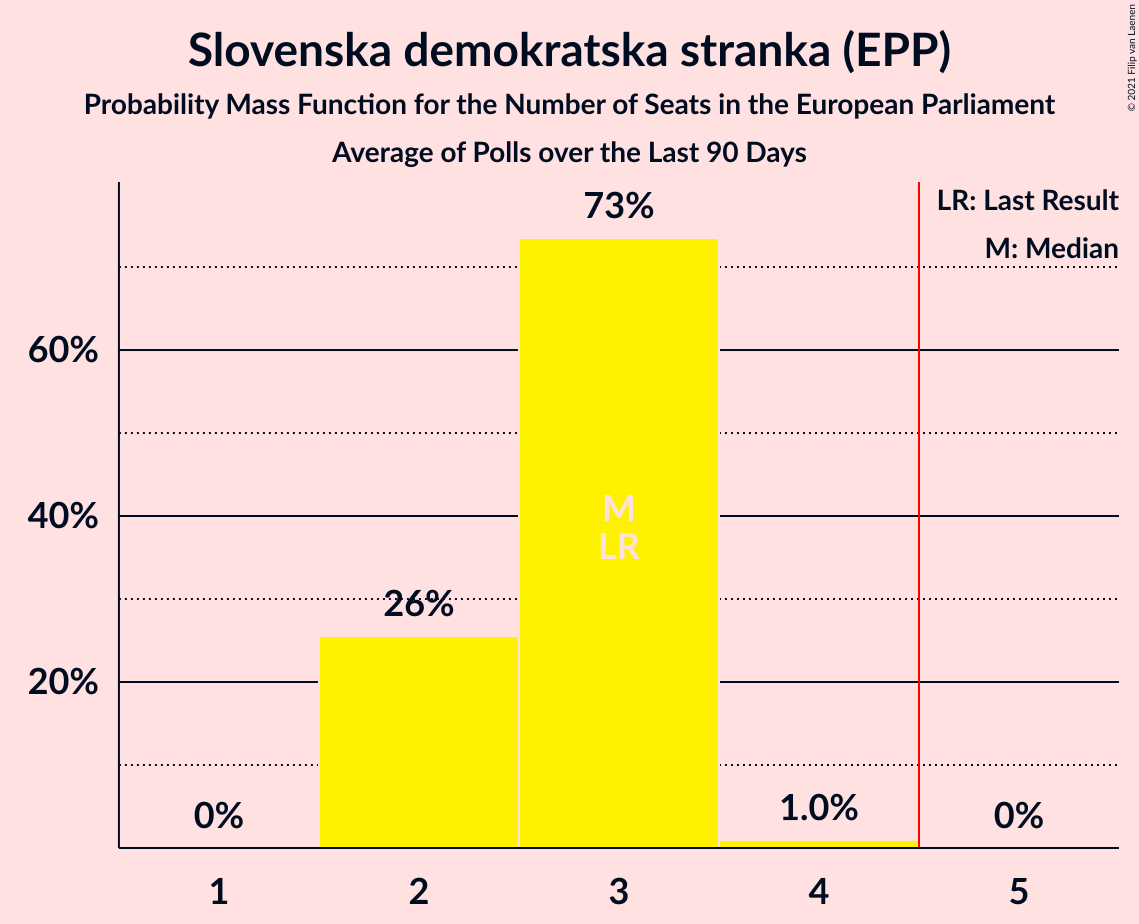 Slovenska demokratska stranka (EPP)
Probability Mass Function for the Number of Seats in the European Parliament
Average of Polls over the Last 90 Days
© 2021 Filip van Laenen
LR: Last Result
M: Median
73%
60%
M
40%
LR
26%
20%
0%
1.0%
0%
1
2
3
4
5